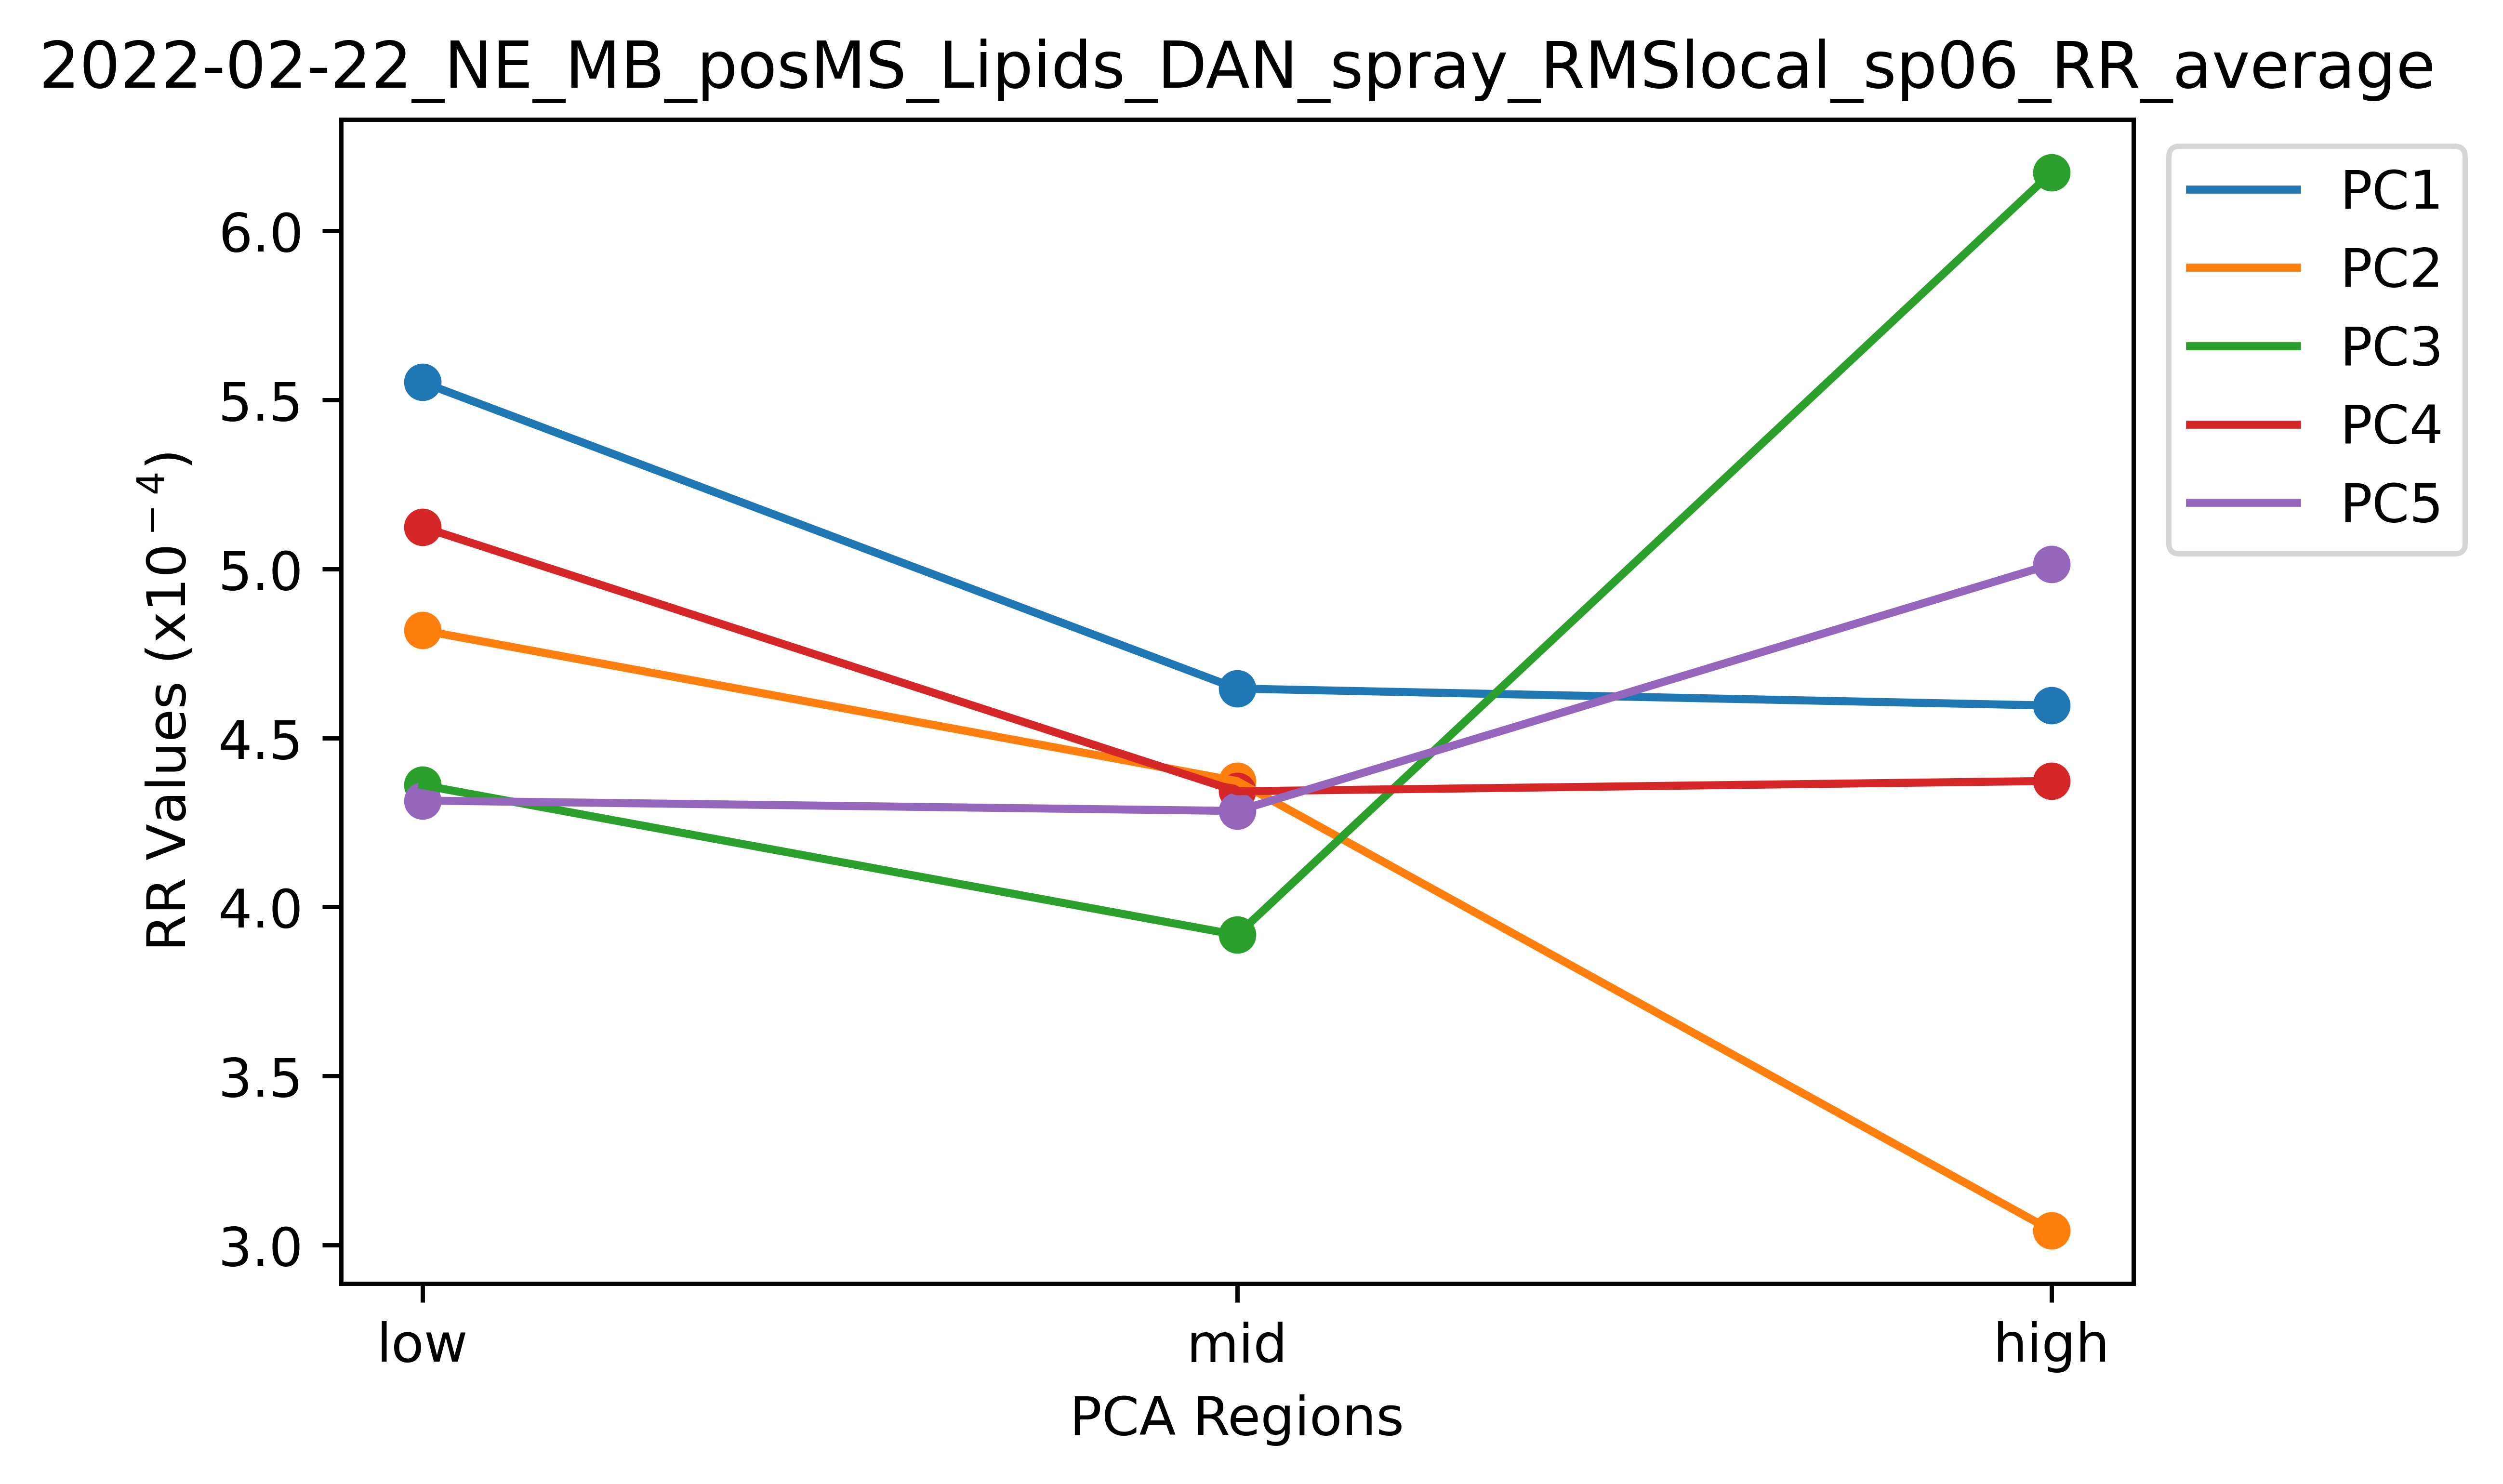 2022-02-22_NE_MB_posMS_Lipids_DAN_spray_RMSlocal_sp06_RR_average
RR Values (x10⁻⁴)
6.0
5.5
5.0
4.5
4.0
3.5
3.0
low
mid
high
PCA Regions
PC1
PC2
PC3
PC4
PC5